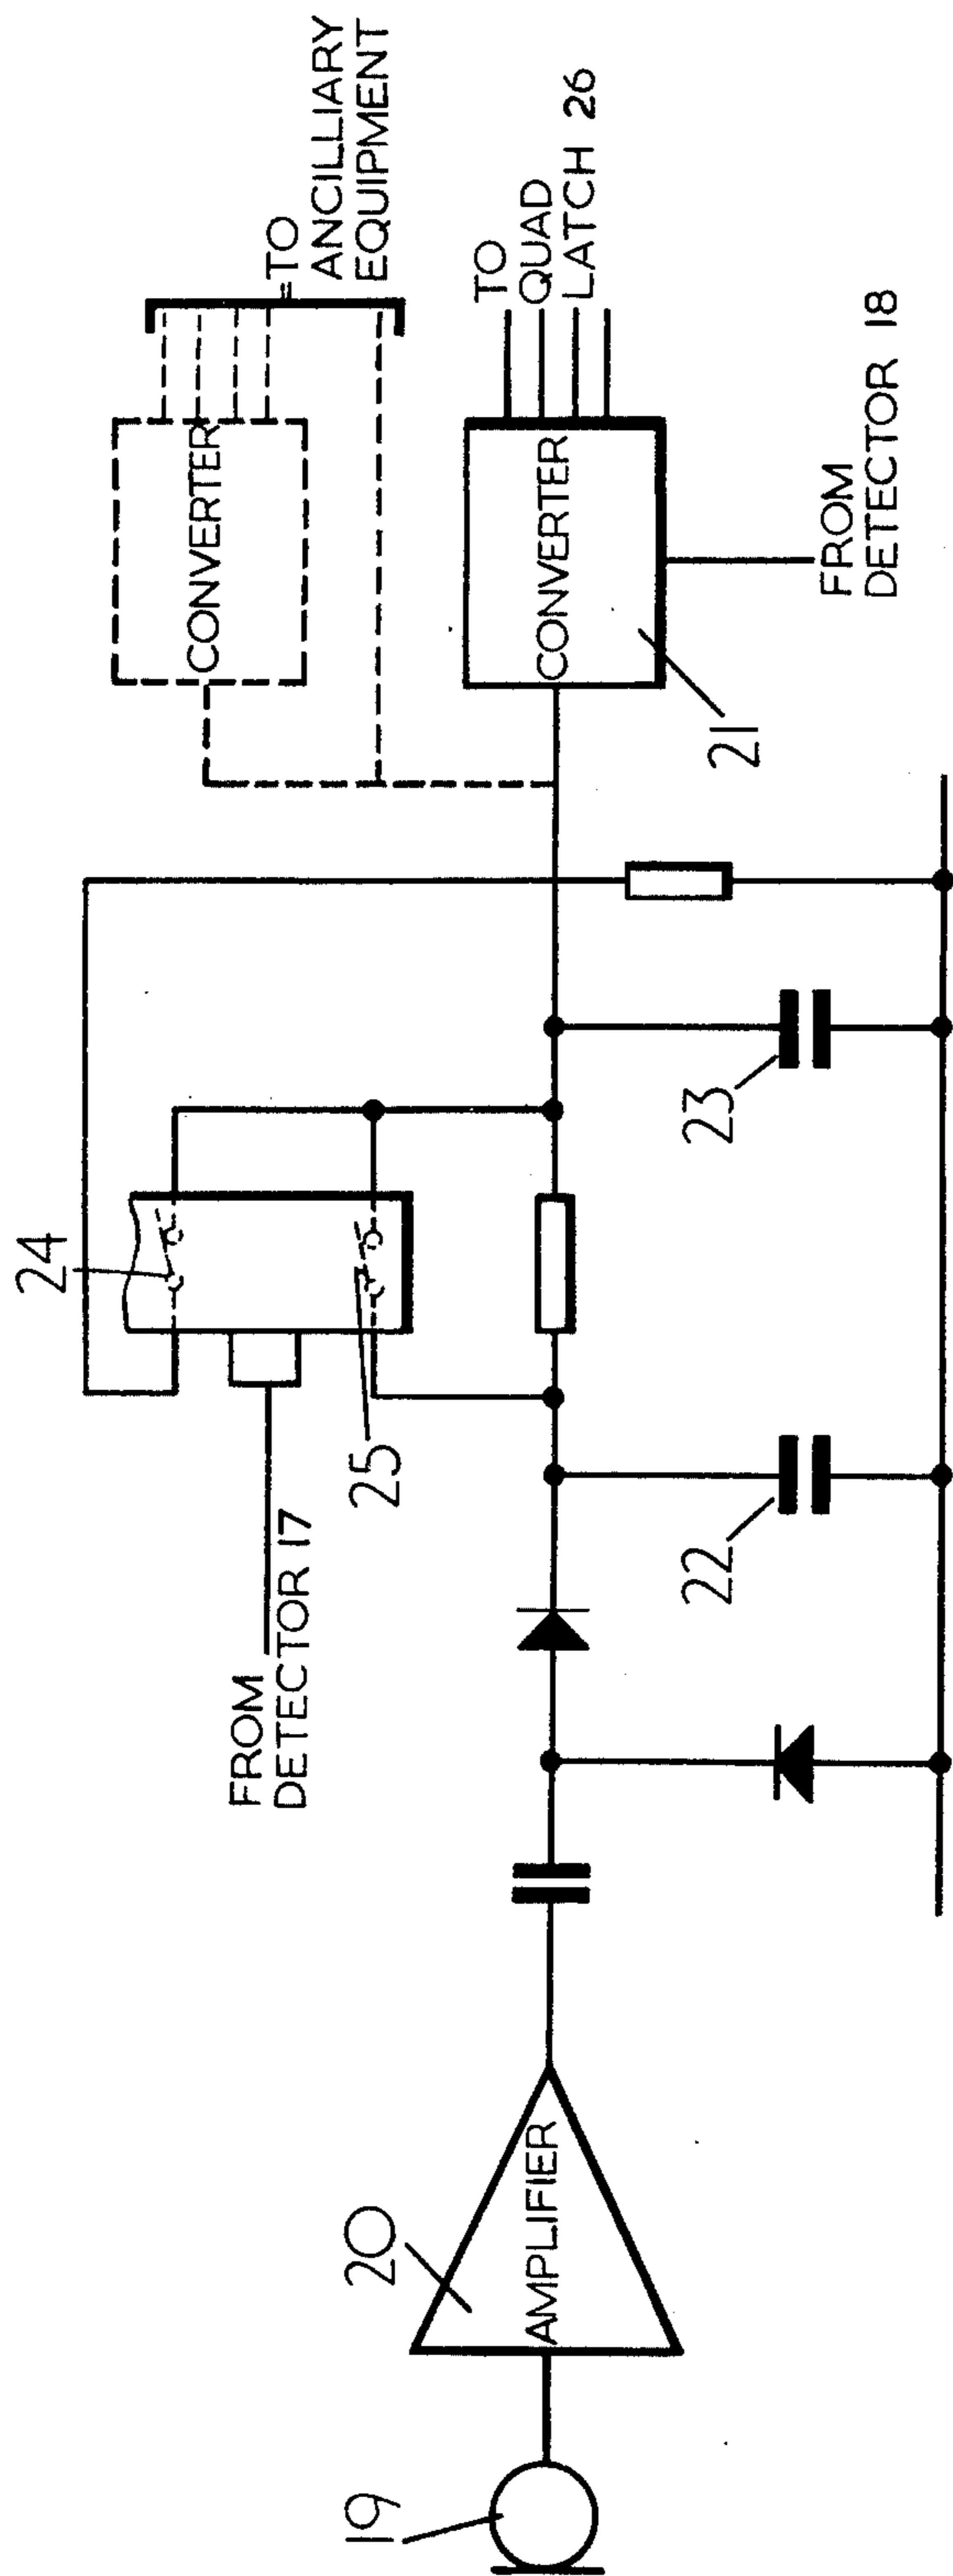 19
20
AMPLIFIER
FROM
DETECTOR 17
24
25
22
23
CONVERTER
TO
ANCILLIARY
EQUIPMENT
CONVERTER
21
TO
QUAD
LATCH 26
FROM
DETECTOR 18